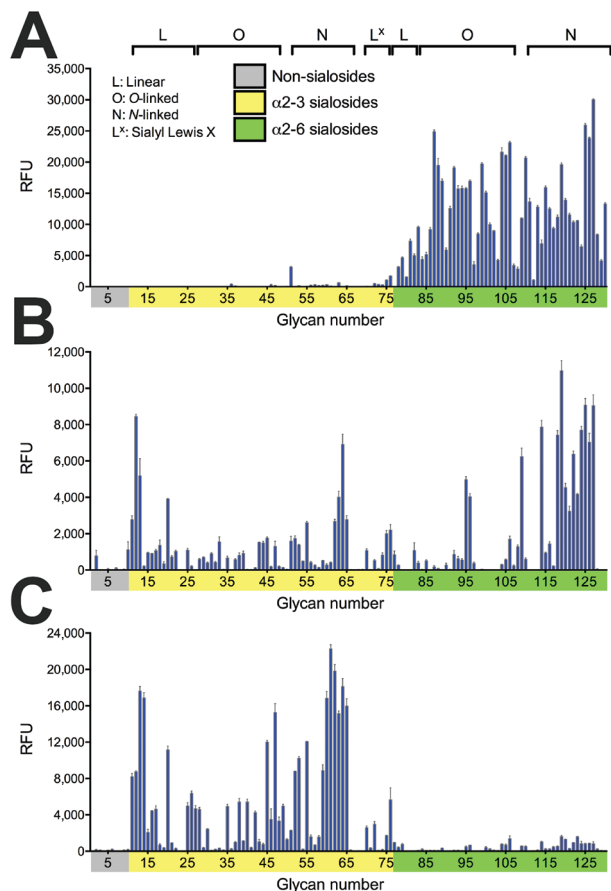 A
L O N Lˣ L O N
L: Linear
O: O-linked
N: N-linked
Lˣ: Sialyl Lewis X
Non-sialosides
α2-3 sialosides
α2-6 sialosides
35,000
30,000
25,000
20,000
15,000
10,000
5,000
0
RFU
5 15 25 35 45 55 65 75 85 95 105 115 125
Glycan number
B
12,000
10,000
8,000
6,000
4,000
2,000
0
RFU
5 15 25 35 45 55 65 75 85 95 105 115 125
Glycan number
C
24,000
20,000
16,000
12,000
8,000
4,000
0
RFU
5 15 25 35 45 55 65 75 85 95 105 115 125
Glycan number